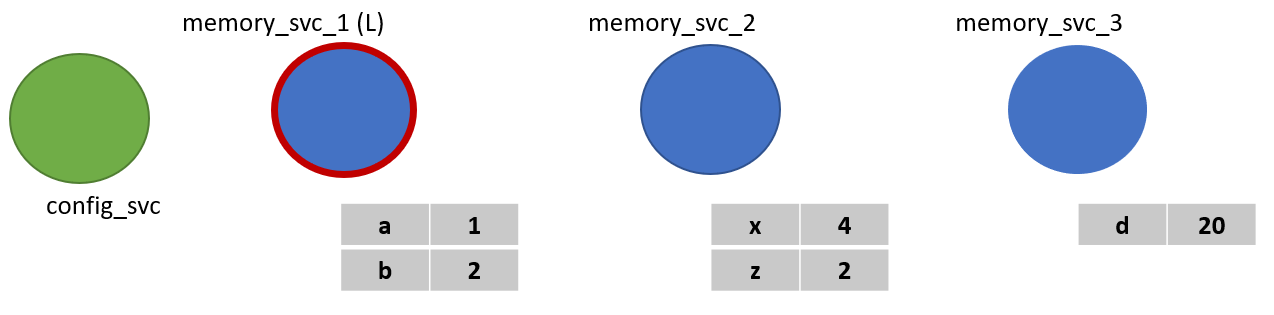 memory_svc_1 (L)
memory_svc_2
memory_svc_3
config_svc
a 1
b 2
x 4
z 2
d 20